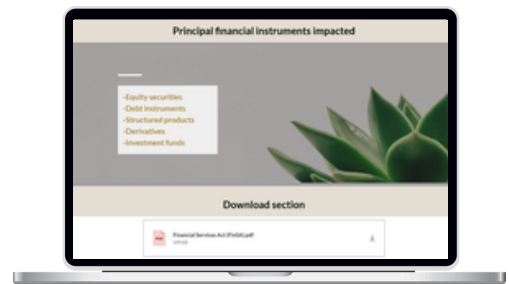 Principal financial instruments impacted
-Equity securities
-Debt instruments
-Structured products
-Derivatives
-Investment funds
Download section
Financial Services Act (FinSA).pdf